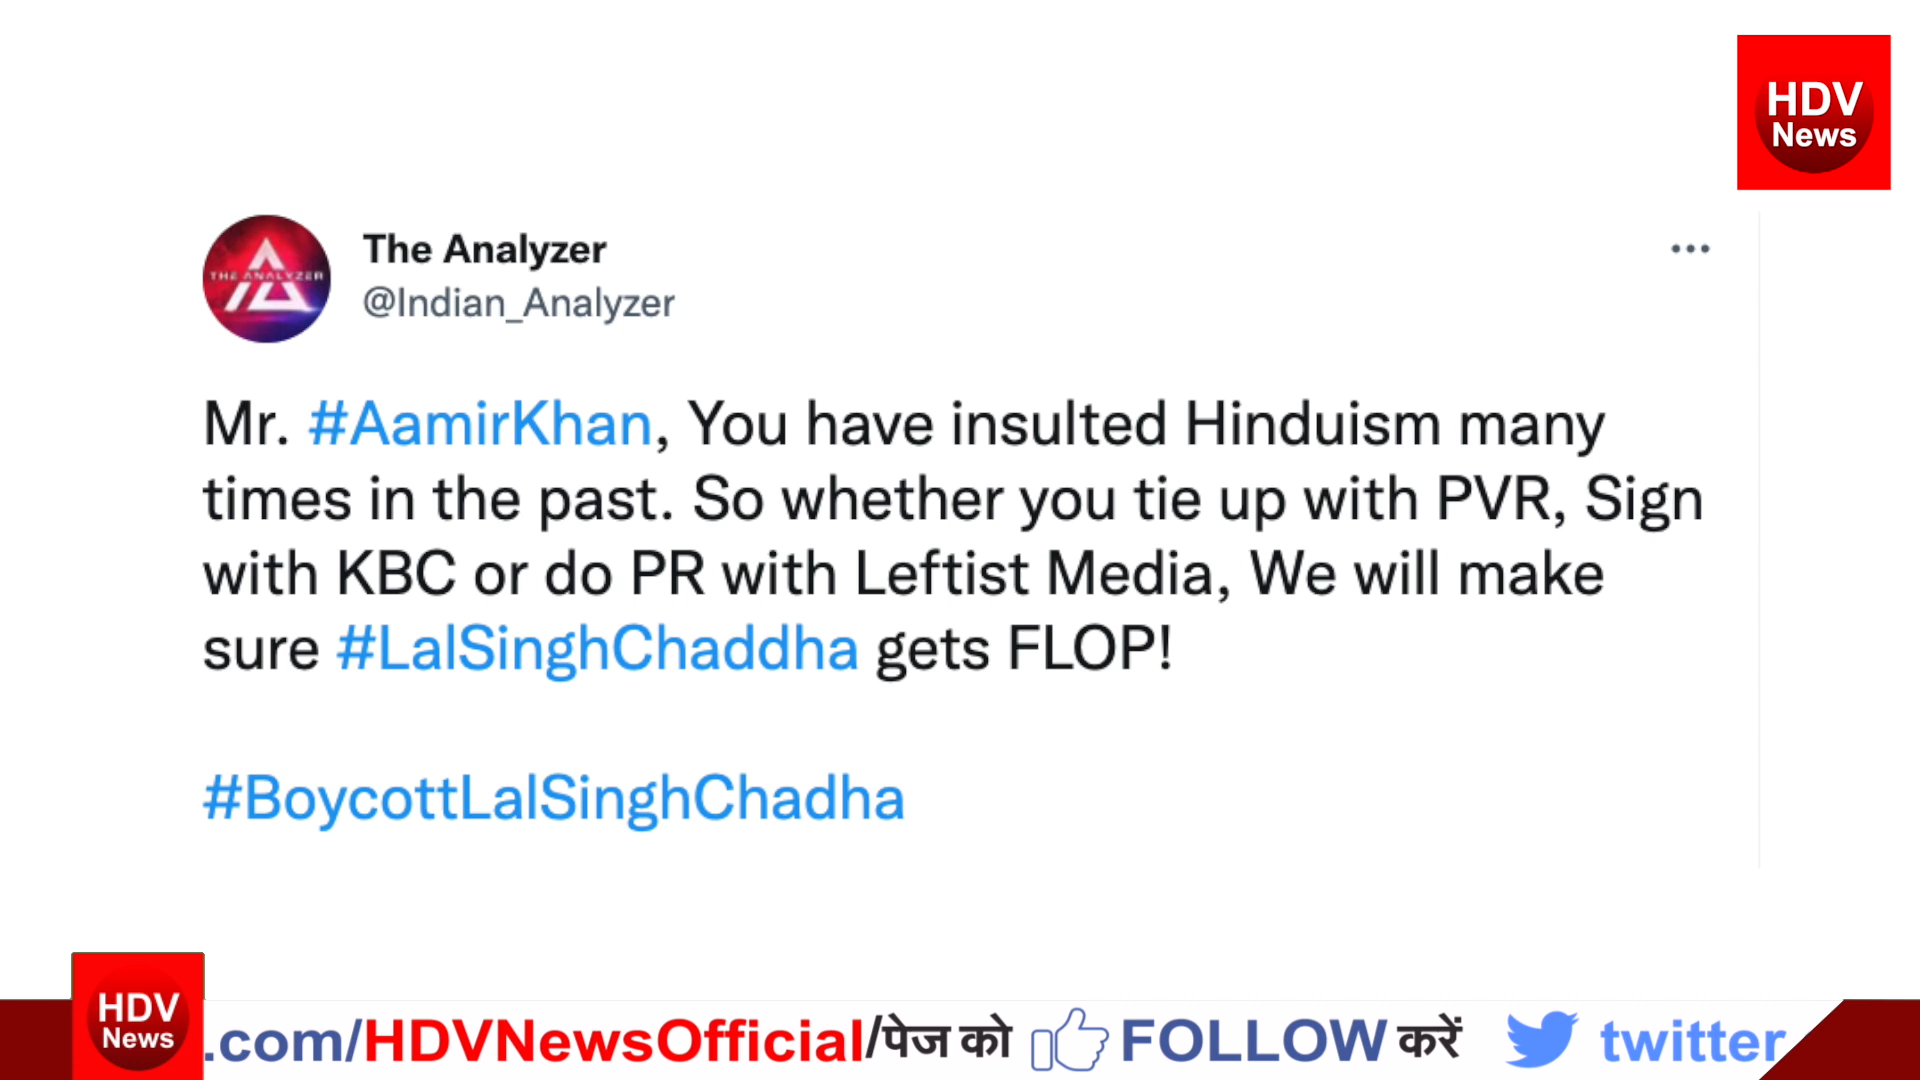 HDV
News
THE ANALYZER
The Analyzer
@Indian_Analyzer
Mr. #AamirKhan, You have insulted Hinduism many
times in the past. So whether you tie up with PVR, Sign
with KBC or do PR with Leftist Media, We will make
sure #LalSinghChaddha gets FLOP!
#BoycottLalSinghChadha
HDV
News
.com/HDVNewsOfficial/पेज को FOLLOW करें twitter